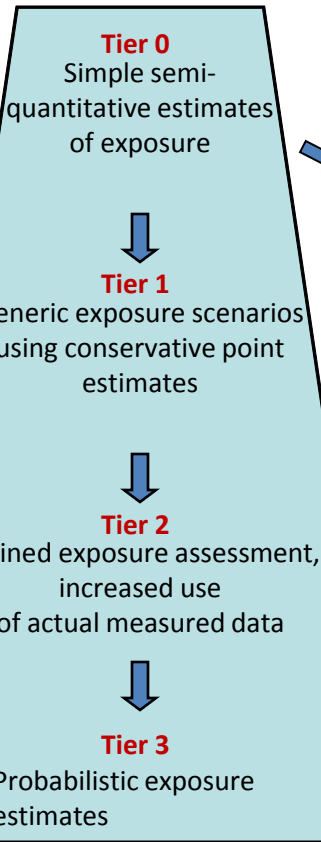 Tier 0
Simple semi-
quantitative estimates
of exposure
Tier 1
eneric exposure scenarios
using conservative point
estimates
Tier 2
ined exposure assessment,
increased use
of actual measured data
Tier 3
Probabilistic exposure
estimates